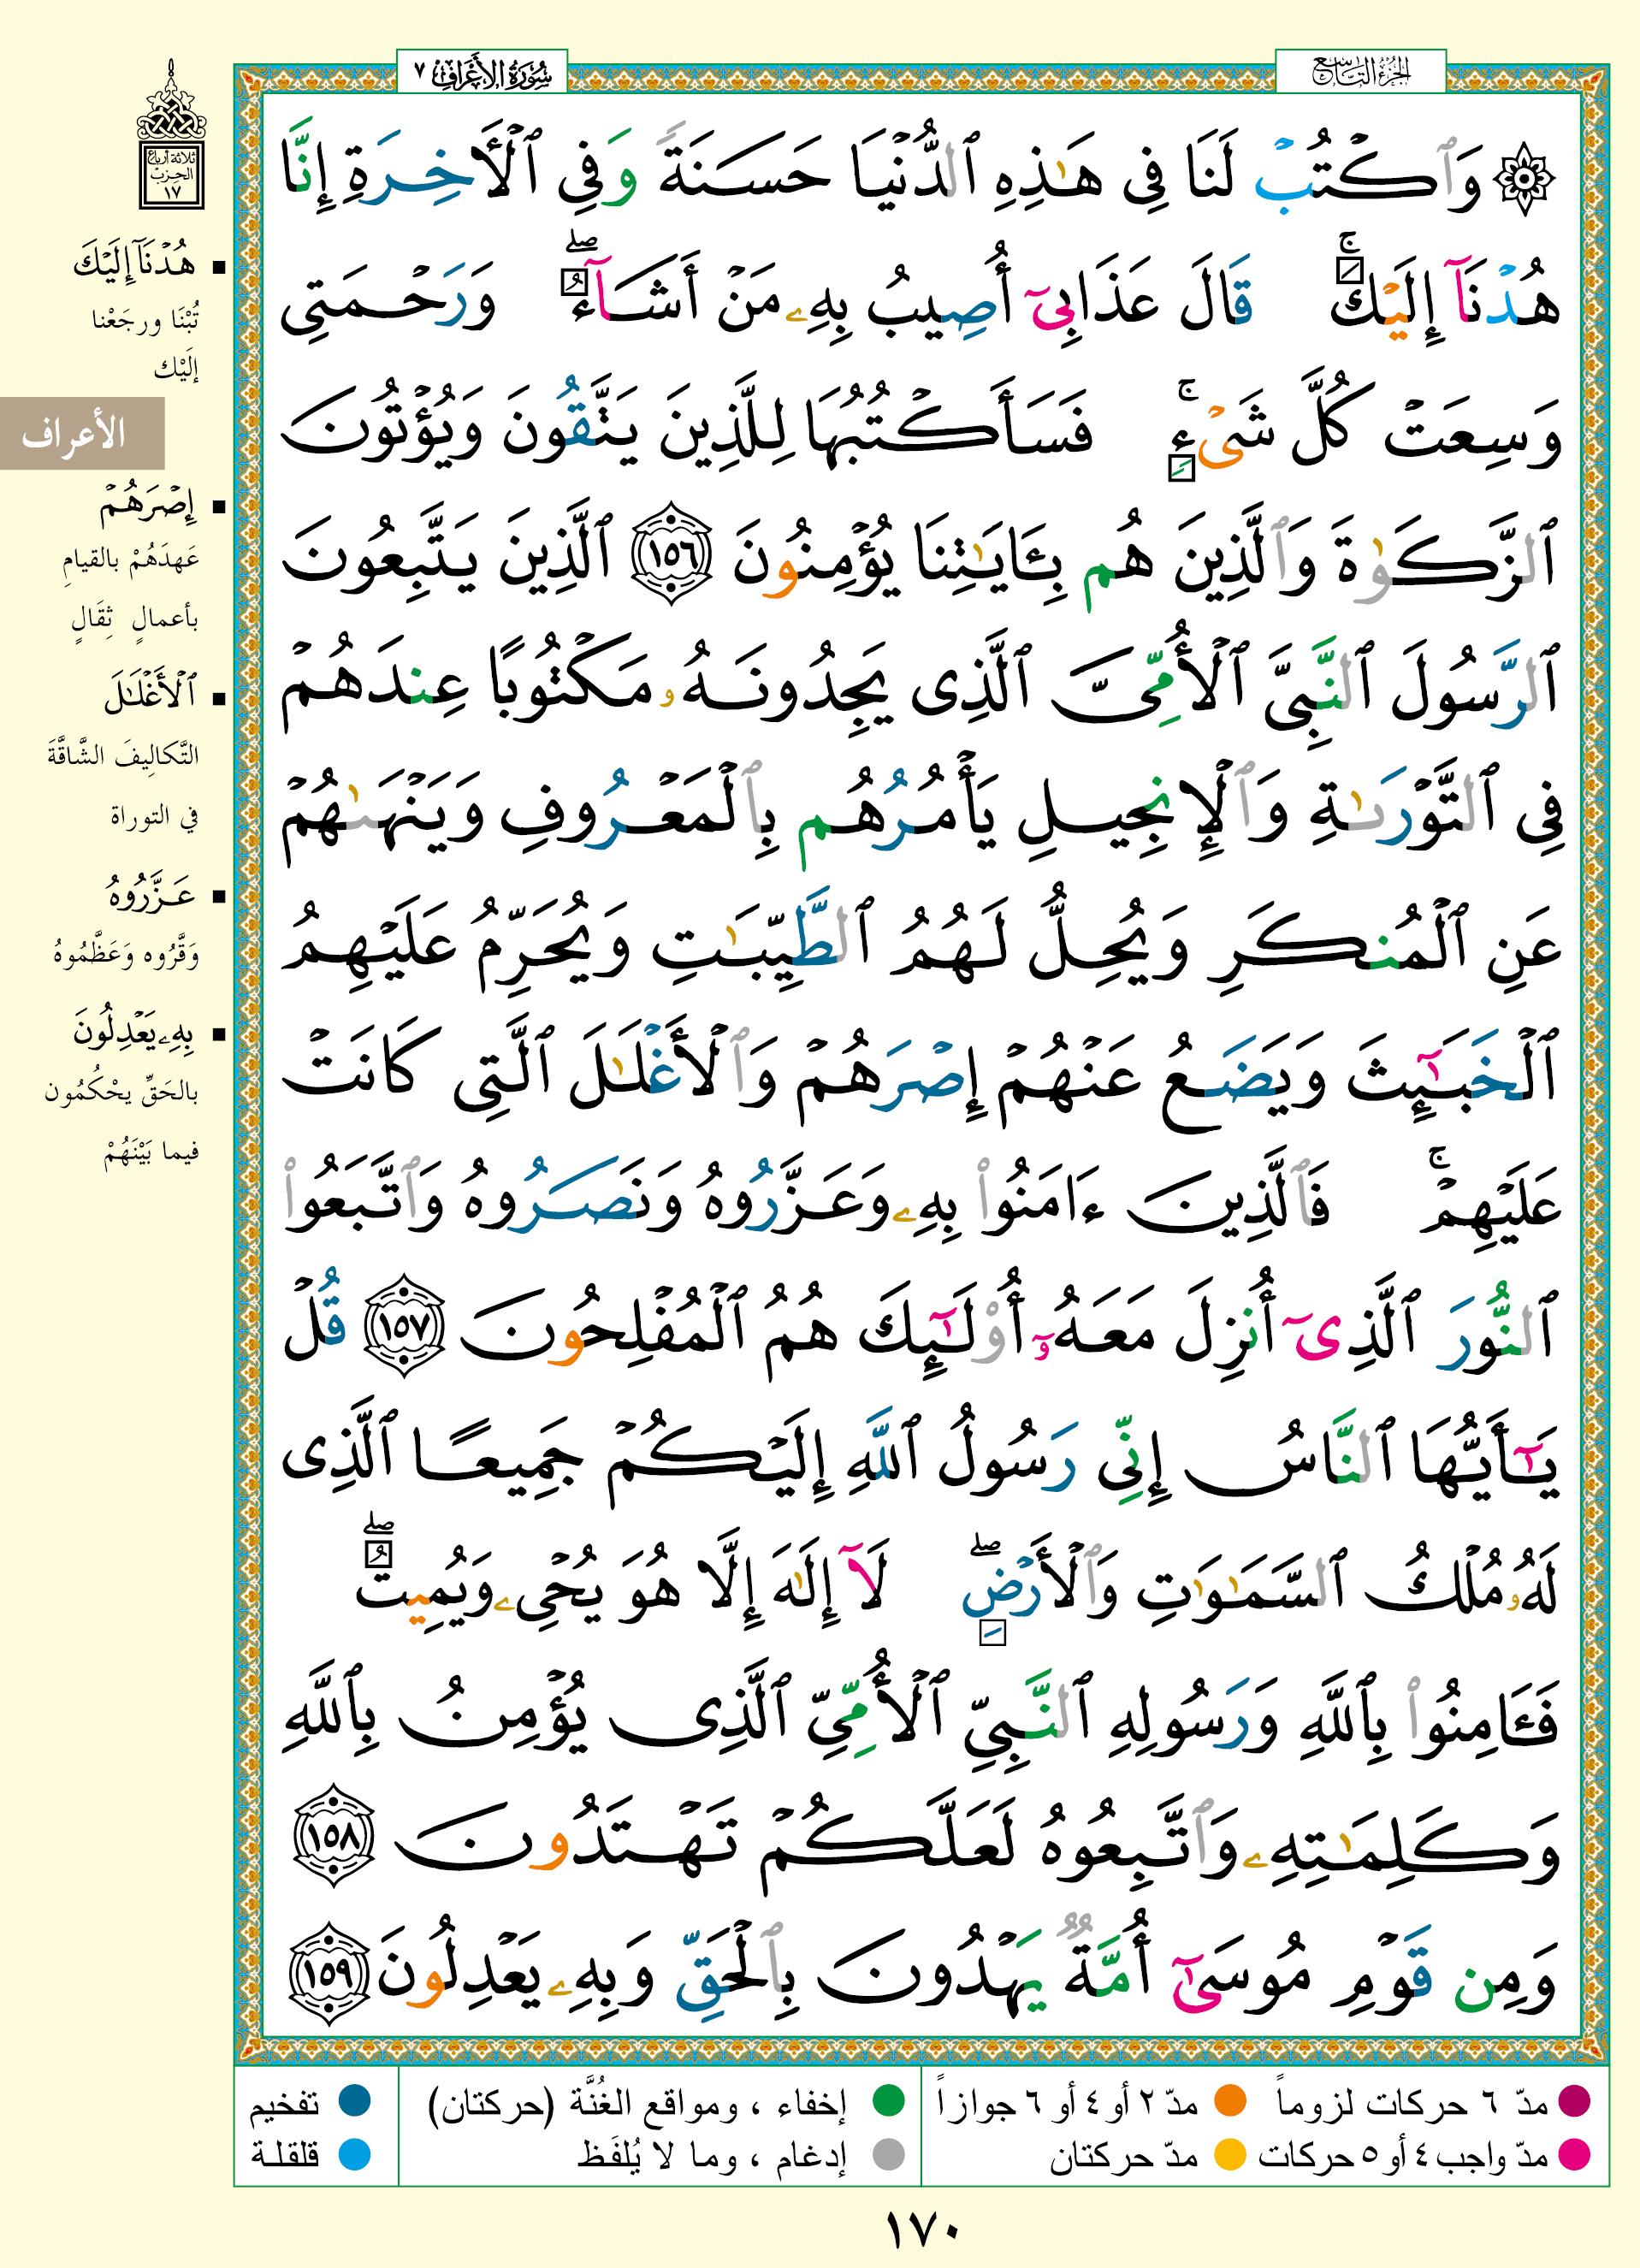 الجزء التاسع
سورة الأعراف ٧
۞ وَٱكۡتُبۡ لَنَا فِى هَـٰذِهِ ٱلدُّنۡيَا حَسَنَةً وَفِى ٱلۡأَخِرَةِ إِنَّا
هُدۡنَآ إِلَيۡكَۚ قَالَ عَذَابِىٓ أُصِيبُ بِهِۦ مَنۡ أَشَآءُۖ وَرَحۡمَتِى
وَسِعَتۡ كُلَّ شَىۡءٍۚ فَسَأَكۡتُبُهَا لِلَّذِينَ يَتَّقُونَ وَيُؤۡتُونَ
ٱلزَّكَوٰةَ وَٱلَّذِينَ هُم بِـَٔايَـٰتِنَا يُؤۡمِنُونَ ١٥٦ ٱلَّذِينَ يَتَّبِعُونَ
ٱلرَّسُولَ ٱلنَّبِىَّ ٱلۡأُمِّىَّ ٱلَّذِى يَجِدُونَهُۥ مَكۡتُوبًا عِندَهُمۡ
فِى ٱلتَّوۡرَىٰةِ وَٱلۡإِنجِيلِ يَأۡمُرُهُم بِٱلۡمَعۡرُوفِ وَيَنۡهَىٰهُمۡ
عَنِ ٱلۡمُنكَرِ وَيُحِلُّ لَهُمُ ٱلطَّيِّبَـٰتِ وَيُحَرِّمُ عَلَيۡهِمُ
ٱلۡخَبَـٰٓئِثَ وَيَضَعُ عَنۡهُمۡ إِصۡرَهُمۡ وَٱلۡأَغۡلَـٰلَ ٱلَّتِى كَانَتۡ
عَلَيۡهِمۡۚ فَٱلَّذِينَ ءَامَنُواْ بِهِۦ وَعَزَّرُوهُ وَنَصَرُوهُ وَٱتَّبَعُواْ
ٱلنُّورَ ٱلَّذِىٓ أُنزِلَ مَعَهُۥٓ أُوْلَـٰٓئِكَ هُمُ ٱلۡمُفۡلِحُونَ ١٥٧ قُلۡ
يَـٰٓأَيُّهَا ٱلنَّاسُ إِنِّى رَسُولُ ٱللَّهِ إِلَيۡكُمۡ جَمِيعًا ٱلَّذِى
لَهُۥ مُلۡكُ ٱلسَّمَـٰوَٰتِ وَٱلۡأَرۡضِۖ لَآ إِلَـٰهَ إِلَّا هُوَ يُحۡىِۦ وَيُمِيتُۖ
فَـَٔامِنُواْ بِٱللَّهِ وَرَسُولِهِ ٱلنَّبِىِّ ٱلۡأُمِّىِّ ٱلَّذِى يُؤۡمِنُ بِٱللَّهِ
وَكَلِمَـٰتِهِۦ وَٱتَّبِعُوهُ لَعَلَّكُمۡ تَهۡتَدُونَ ١٥٨
وَمِن قَوۡمِ مُوسَىٰٓ أُمَّةٌ يَهۡدُونَ بِٱلۡحَقِّ وَبِهِۦ يَعۡدِلُونَ ١٥٩
ثلاثة أرباع
الحزب
١٧
هُدۡنَآ إِلَيۡكَ
تُبْنَا ورجَعْنا
إلَيْك
الأعراف
إِصۡرَهُمۡ
عَهدَهُمْ بالقيامِ
بأعمالٍ ثِقَالٍ
ٱلۡأَغۡلَـٰلَ
التَّكالِيفَ الشَّاقَّةَ
في التوراة
عَزَّرُوهُ
وَقَّرُوه وَعَظَّمُوهُ
بِهِۦ يَعۡدِلُونَ
بالحَقِّ يحْكُمُون
فيما بَيْنَهُمْ
مدّ ٦ حركات لزوماً
مدّ ٢ أو ٤ أو ٦ جوازاً
إخفاء ، ومواقع الغُنَّة (حركتان)
تفخيم
مدّ واجب ٤ أو ٥ حركات
مدّ حركتان
إدغام ، وما لا يُلفَظ
قلقلة
١٧٠